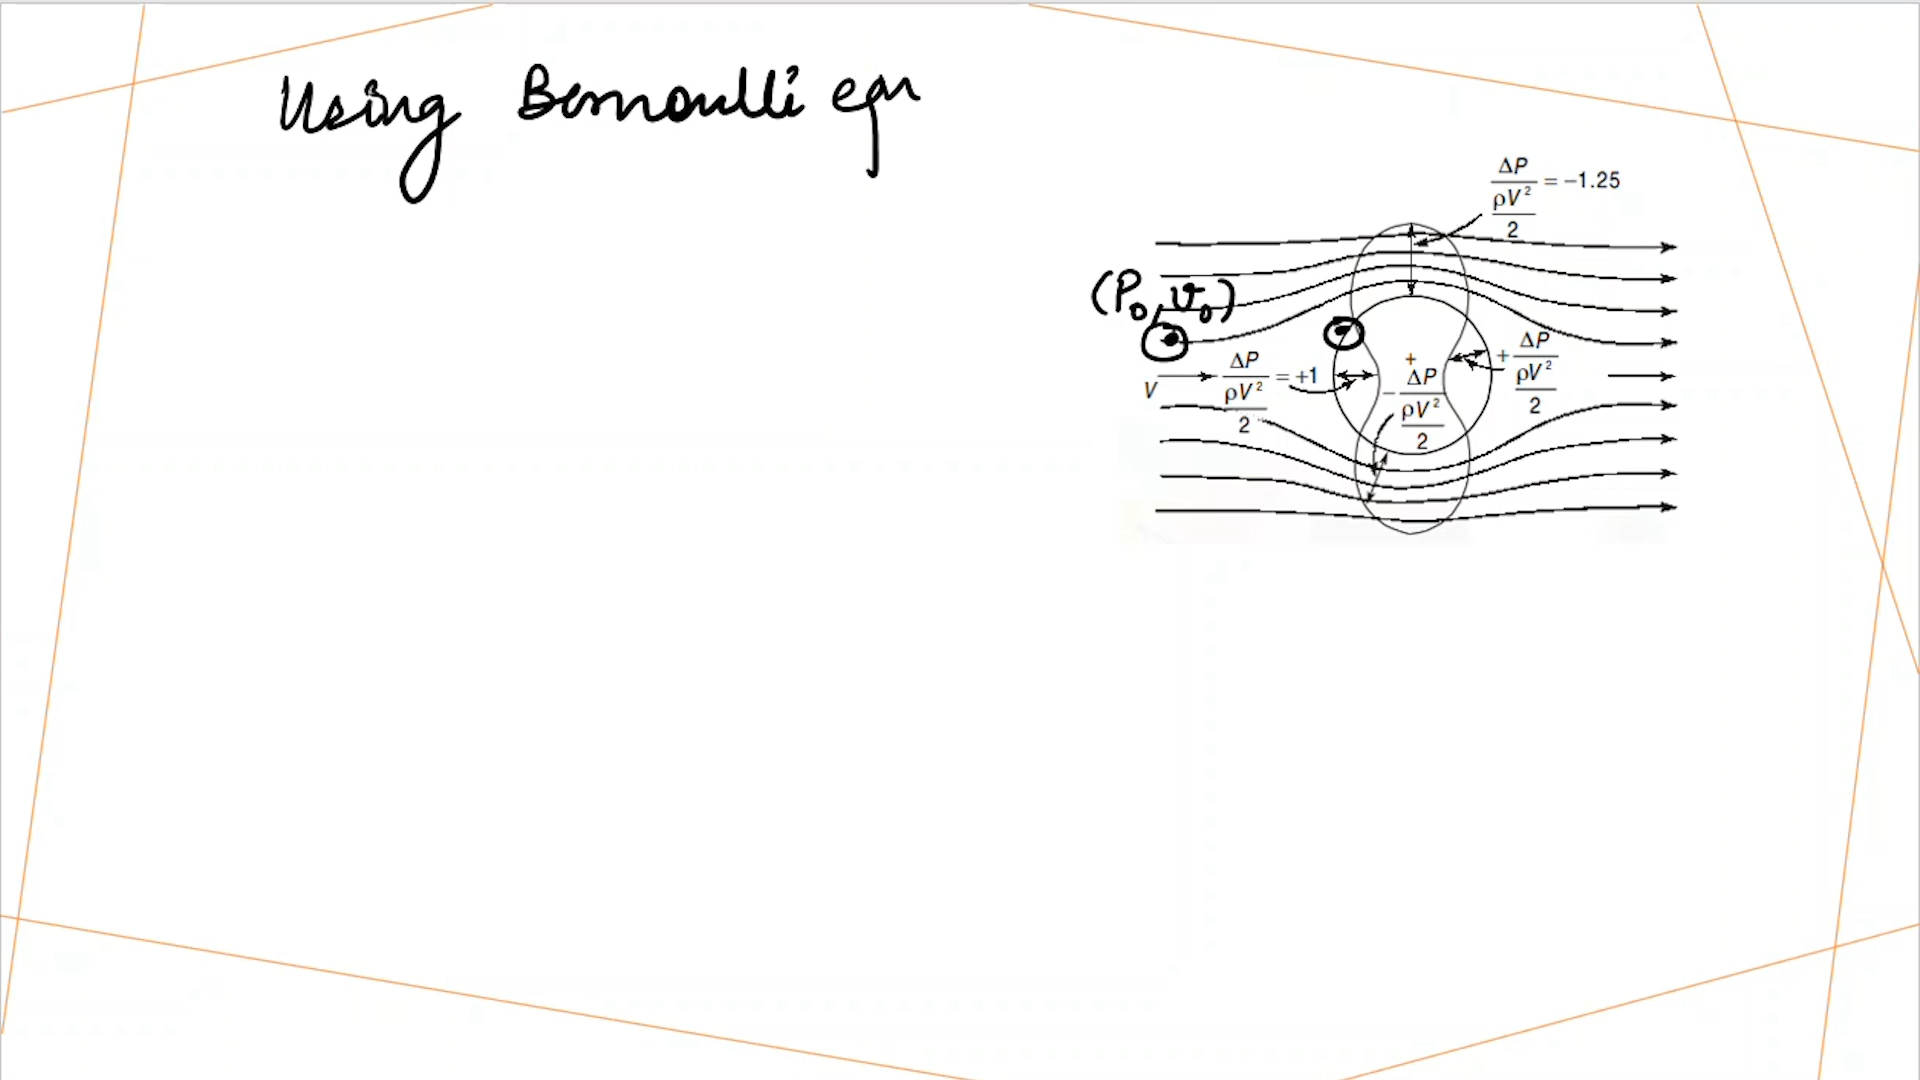 Using Bernoulli eqn
ΔP
ρV²
2
= −1.25
(P₀, v₀)
V
ΔP
ρV²
2
= +1
+
− ΔP
ρV²
2
+ ΔP
ρV²
2